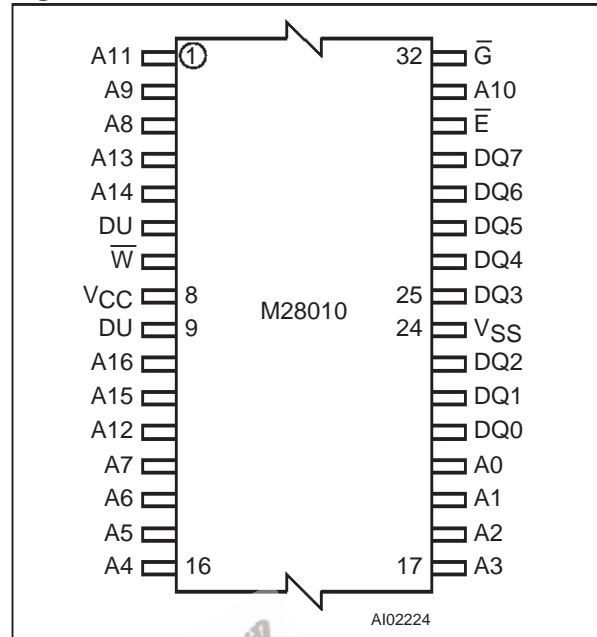 A11 1 32 G̅
A9 A10
A8 E̅
A13 DQ7
A14 DQ6
DU DQ5
W̅ DQ4
VCC 8 25 DQ3
M28010
DU 9 24 VSS
A16 DQ2
A15 DQ1
A12 DQ0
A7 A0
A6 A1
A5 A2
A4 16 17 A3
AI02224